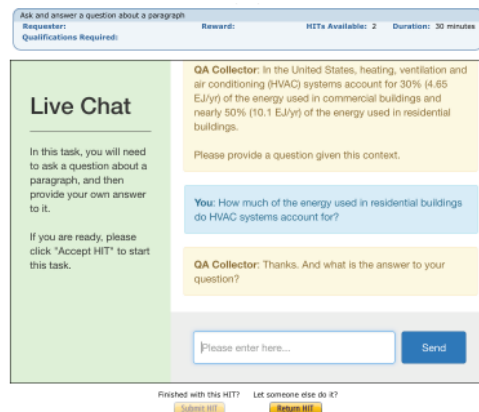 Ask and answer a question about a paragraph
Requester: Reward: HITs Available: 2 Duration: 30 minutes
Qualifications Required:
Live Chat
In this task, you will need
to ask a question about a
paragraph, and then
provide your own answer
to it.
If you are ready, please
click "Accept HIT" to start
this task.
QA Collector: In the United States, heating, ventilation and
air conditioning (HVAC) systems account for 30% (4.65
EJ/yr) of the energy used in commercial buildings and
nearly 50% (10.1 EJ/yr) of the energy used in residential
buildings.
Please provide a question given this context.
You: How much of the energy used in residential buildings
do HVAC systems account for?
QA Collector: Thanks. And what is the answer to your
question?
Please enter here...
Send
Finished with this HIT? Let someone else do it?
Submit HIT Return HIT